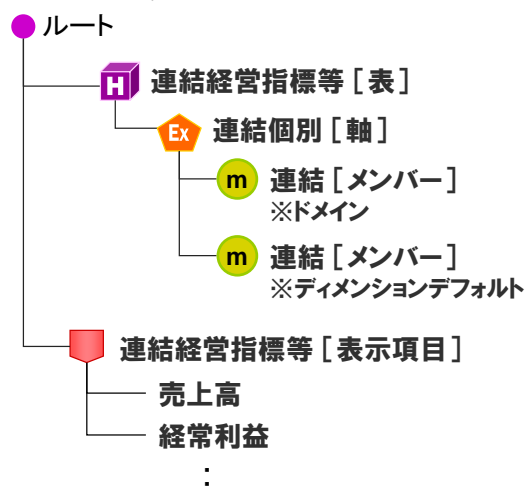 ルート
H 連結経営指標等［表］
Ex 連結個別［軸］
m 連結［メンバー］
※ドメイン
m 連結［メンバー］
※ディメンションデフォルト
連結経営指標等［表示項目］
売上高
経常利益
：